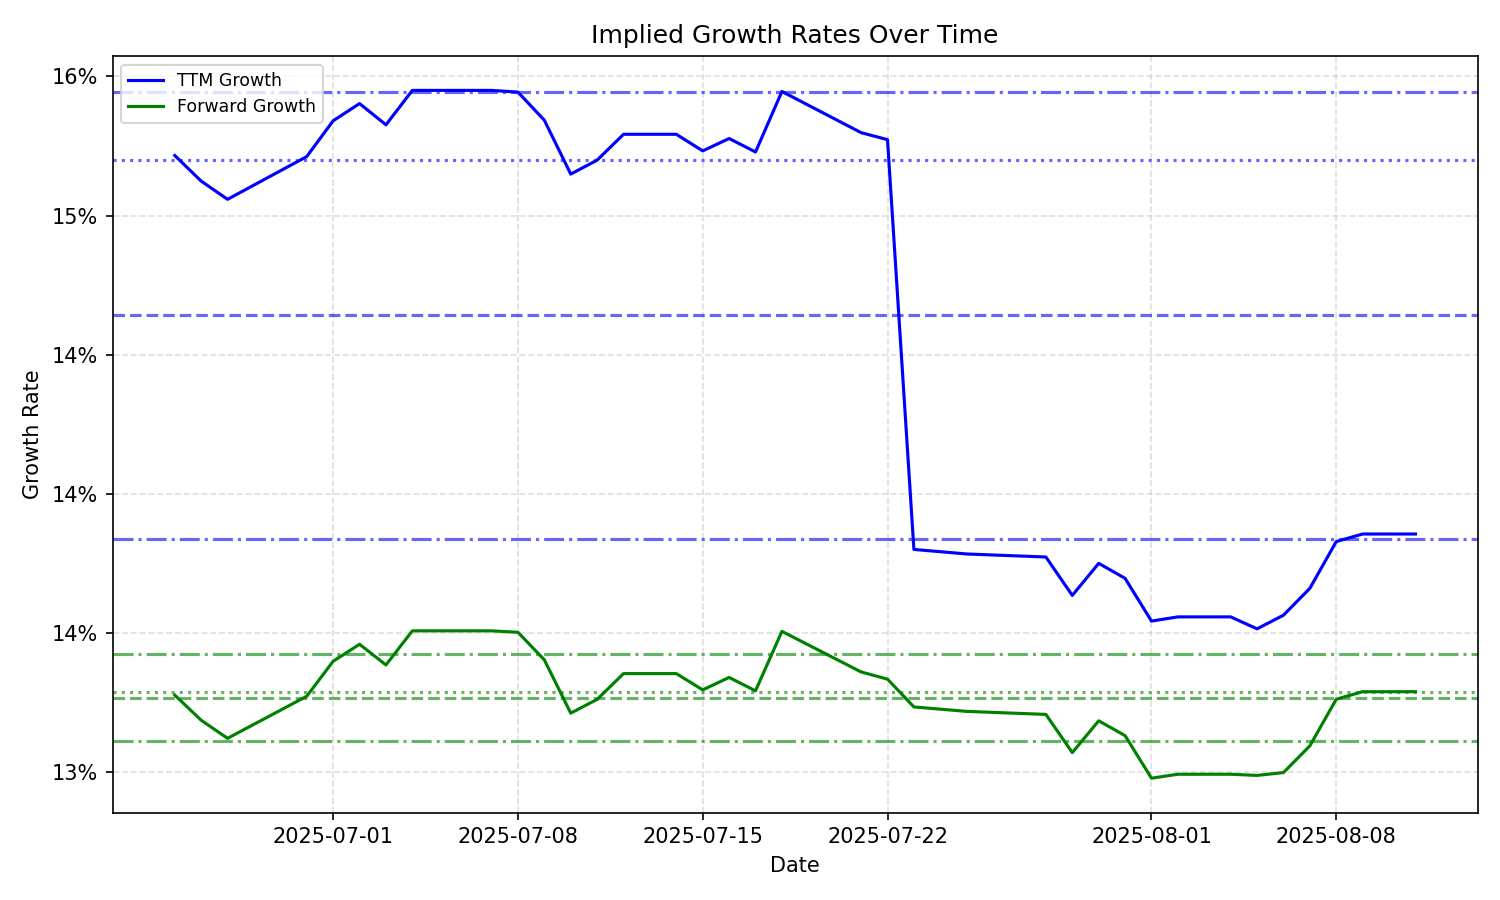 Implied Growth Rates Over Time
TTM Growth
Forward Growth
Growth Rate
16%
15%
14%
14%
14%
13%
2025-07-01
2025-07-08
2025-07-15
2025-07-22
2025-08-01
2025-08-08
Date